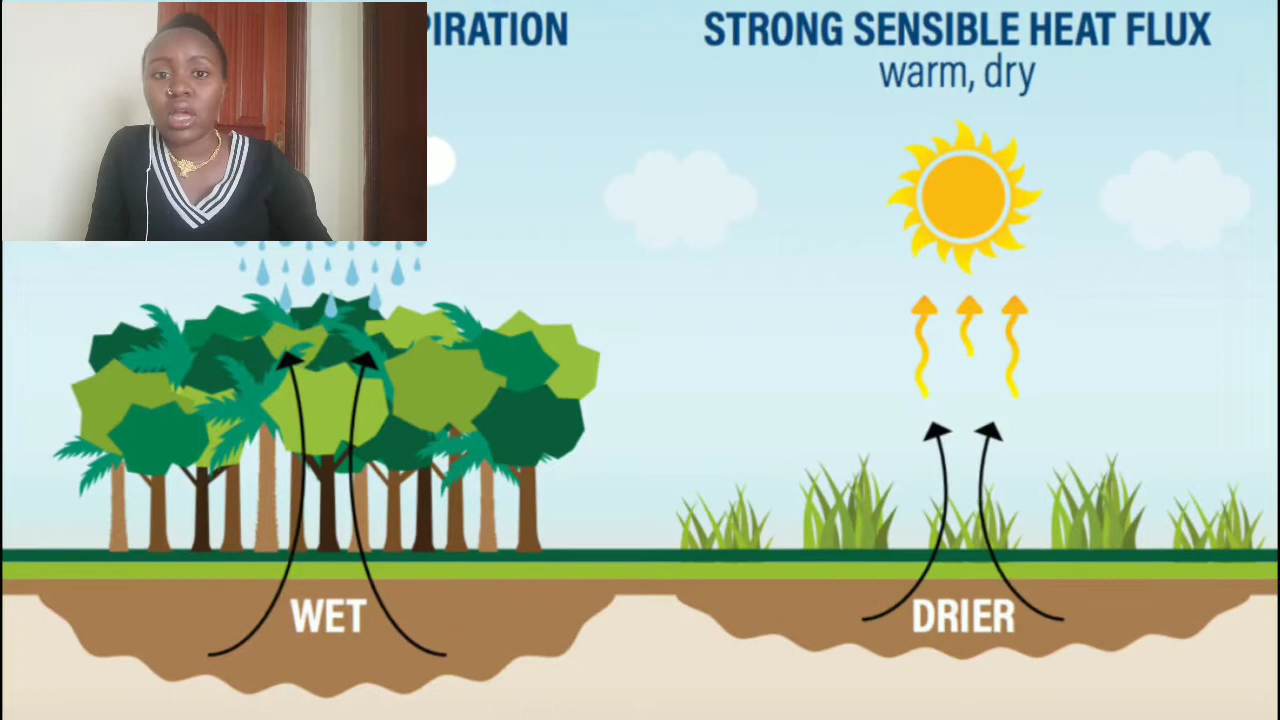 PIRATION
STRONG SENSIBLE HEAT FLUX
warm, dry
WET
DRIER